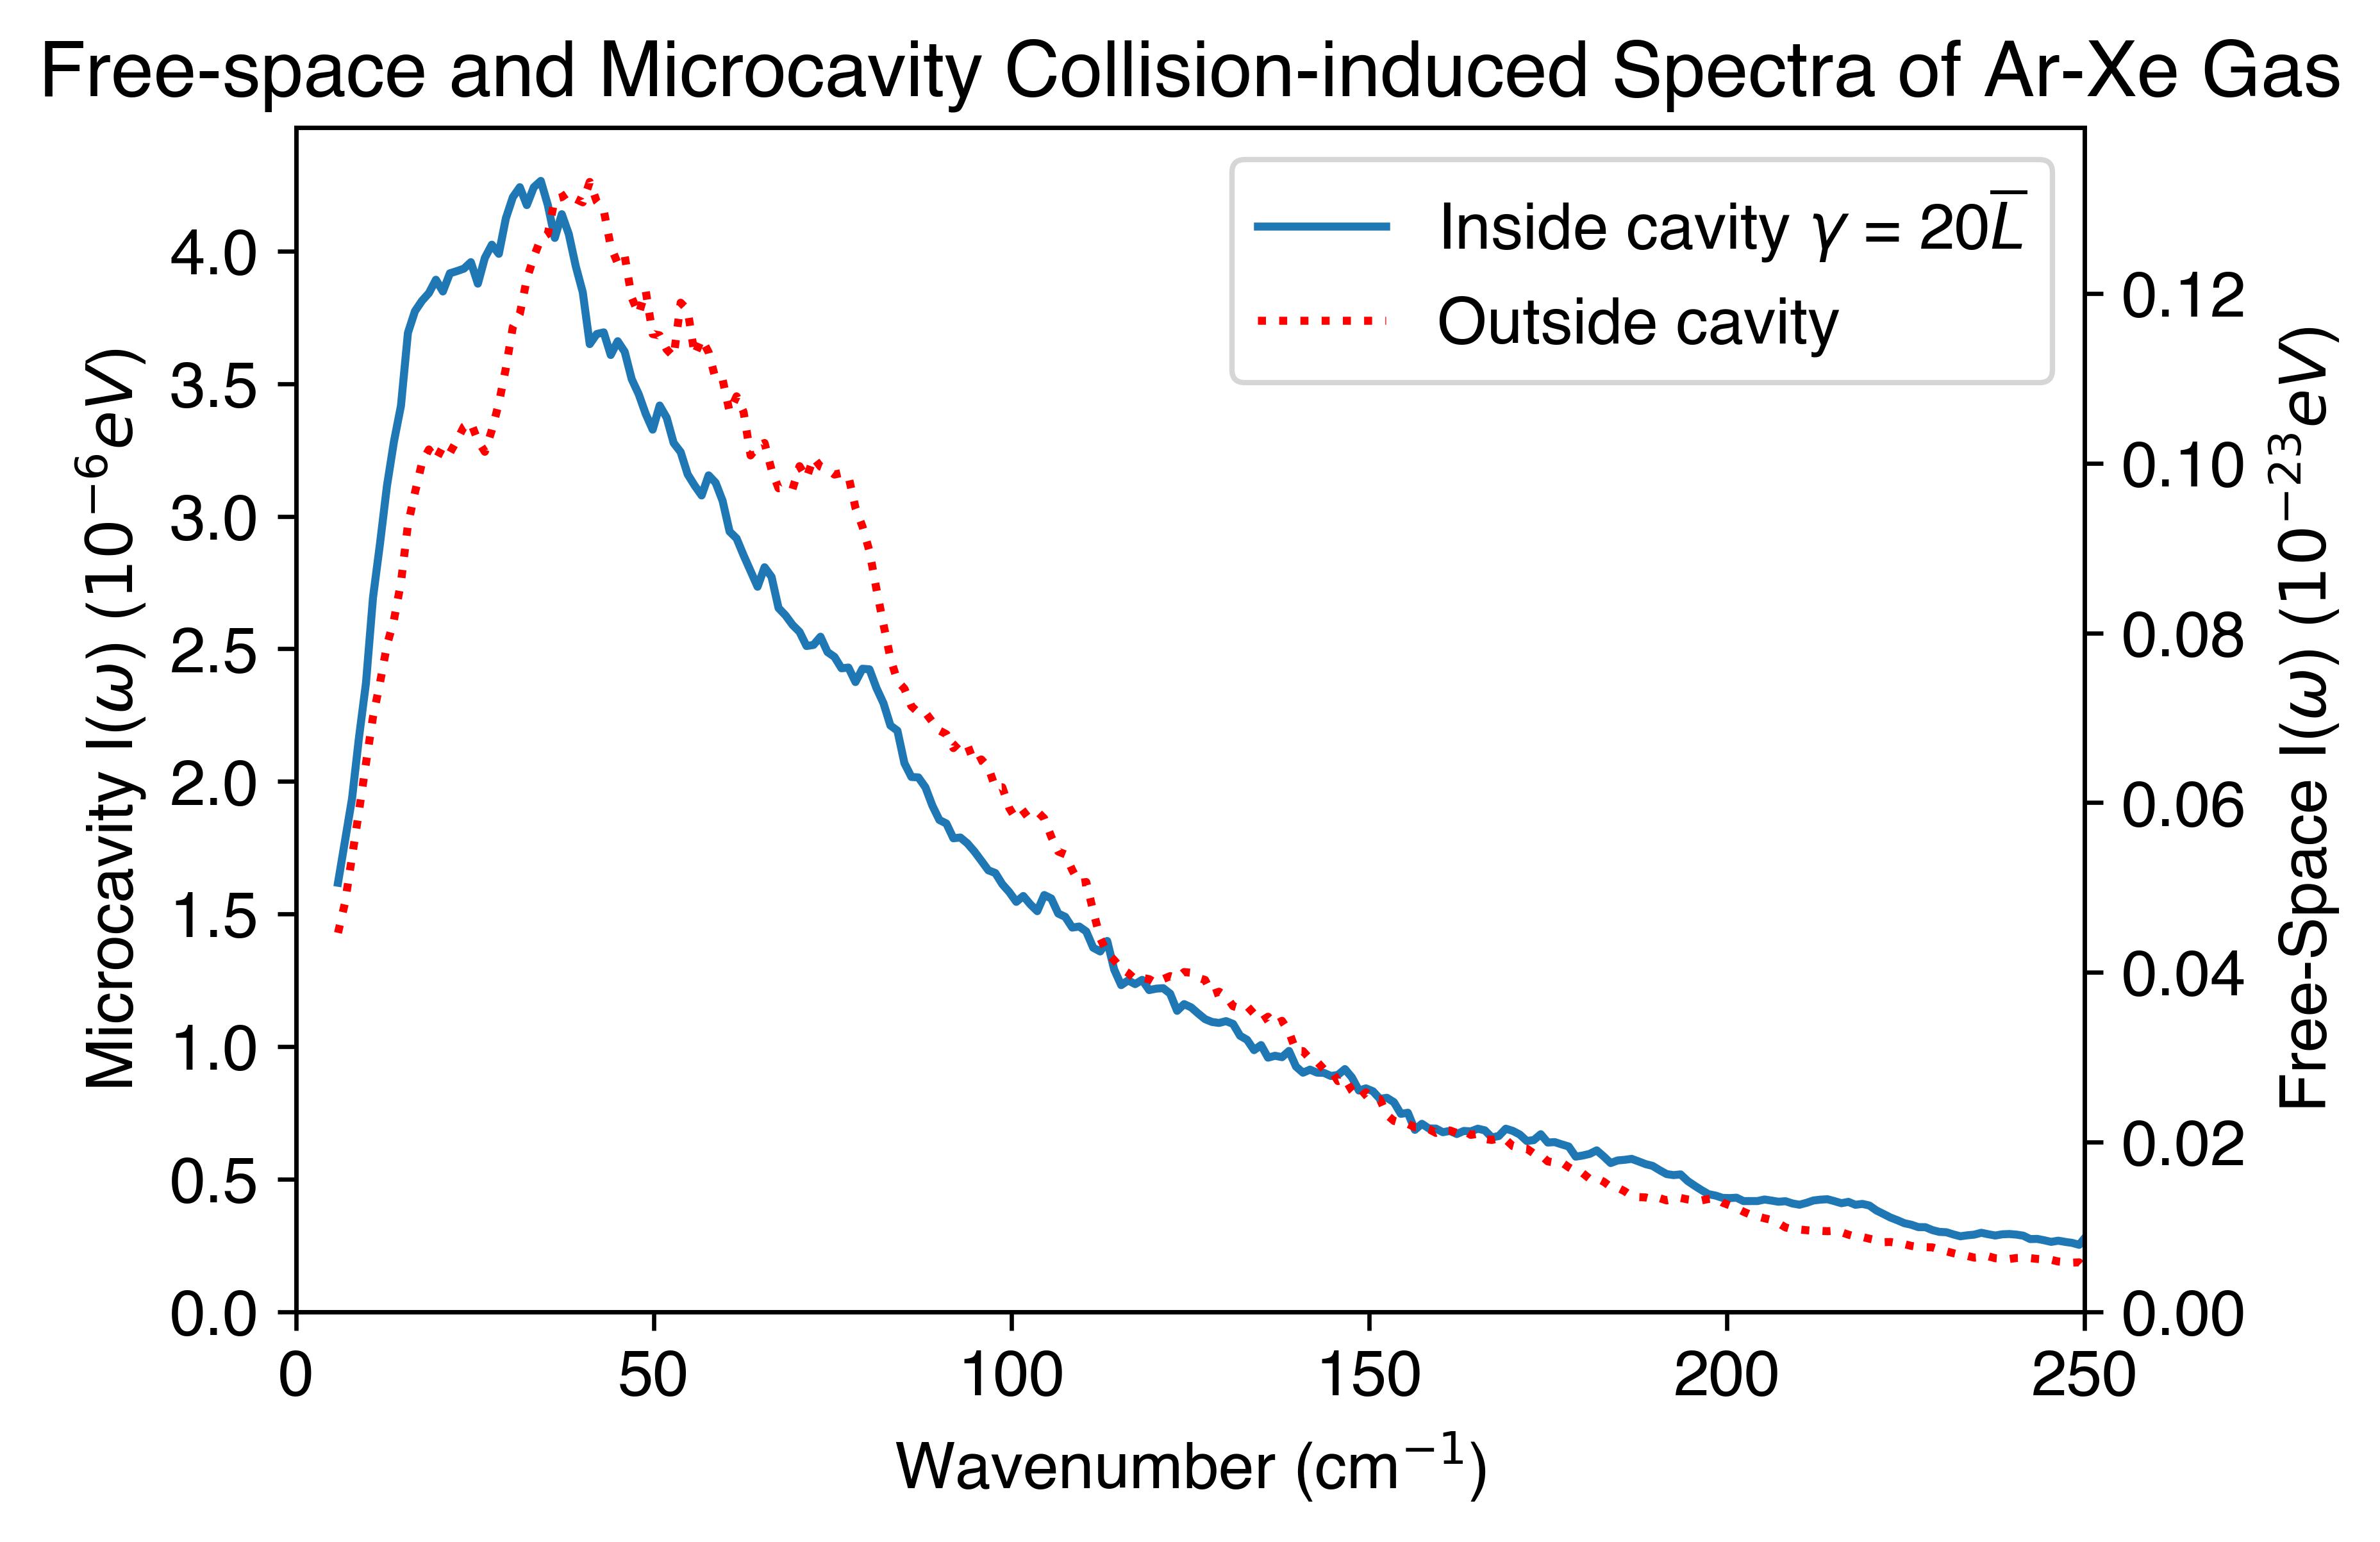 Free-space and Microcavity Collision-induced Spectra of Ar-Xe Gas
Inside cavity γ = 20L̅
Outside cavity
Microcavity I(ω) (10⁻⁶eV)
4.0
3.5
3.0
2.5
2.0
1.5
1.0
0.5
0.0
0.12
0.10
0.08
0.06
0.04
0.02
0.00
Free-Space I(ω) (10⁻²³eV)
0 50 100 150 200 250
Wavenumber (cm⁻¹)